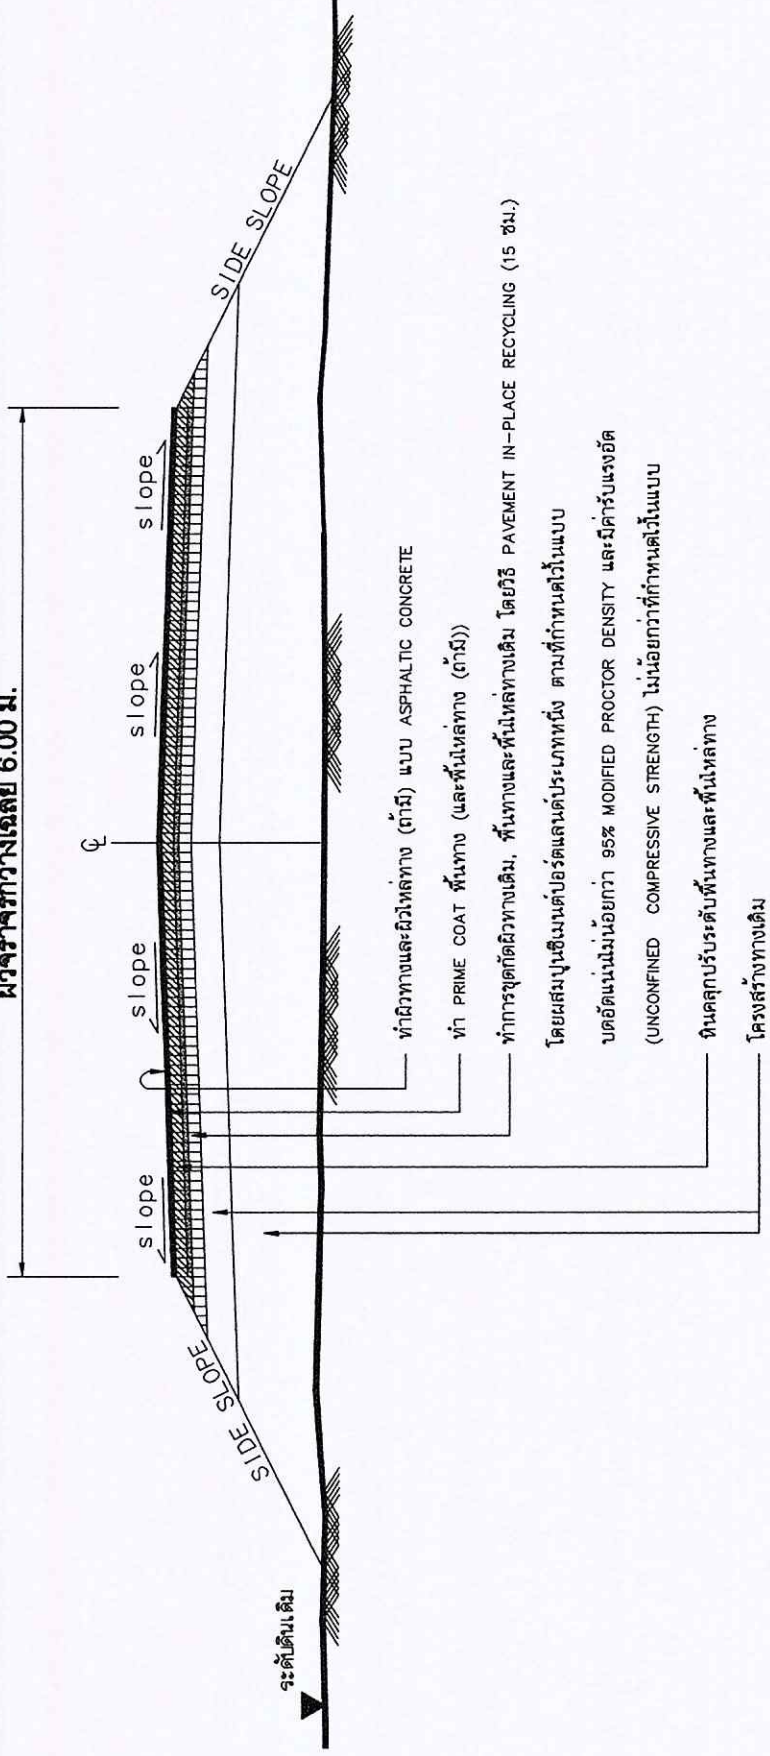 ผิวจราจรกว้างเฉลี่ย 6.00 ม.
℄
slope
slope
slope
slope
SIDE SLOPE
SIDE SLOPE
ระดับดินเดิม
ทำผิวทางและผิวไหล่ทาง (ถ้ามี) แบบ ASPHALTIC CONCRETE
ทำ PRIME COAT พื้นทาง (และพื้นไหล่ทาง (ถ้ามี))
ทำการขุดกัดผิวทางเดิม, พื้นทางและพื้นไหล่ทางเดิม โดยวิธี PAVEMENT IN-PLACE RECYCLING (15 ซม.)
โดยผสมปูนซีเมนต์ปอร์ตแลนด์ประเภทหนึ่ง ตามที่กำหนดไว้ในแบบ
บดอัดแน่นไม่น้อยกว่า 95% MODIFIED PROCTOR DENSITY และมีค่ารับแรงอัด
(UNCONFINED COMPRESSIVE STRENGTH) ไม่น้อยกว่าที่กำหนดไว้ในแบบ
หินคลุกปรับระดับพื้นทางและพื้นไหล่ทาง
โครงสร้างทางเดิม